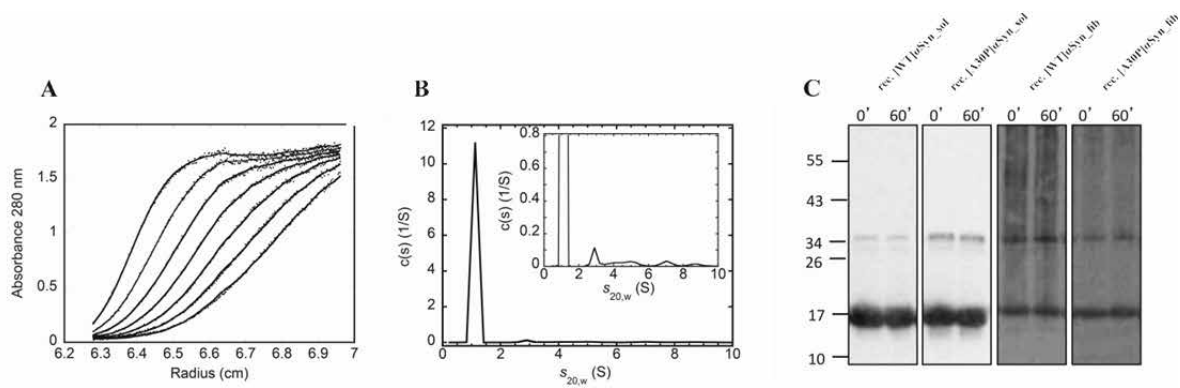 A
Absorbance 280 nm
2
1.5
1
0.5
0
6.2 6.3 6.4 6.5 6.6 6.7 6.8 6.9 7
Radius (cm)
B
c(s) (1/S)
12
10
8
6
4
2
0
0 2 4 6 8 10
s20,w (S)
c(s) (1/S)
0.8
0.6
0.4
0.2
0
0 2 4 6 8 10
s20,w (S)
C
rec. [WT]αSyn_sol
rec. [A30P]αSyn_sol
rec. [WT]αSyn_fib
rec. [A30P]αSyn_fib
0' 60' 0' 60' 0' 60' 0' 60'
55
43
34
26
17
10